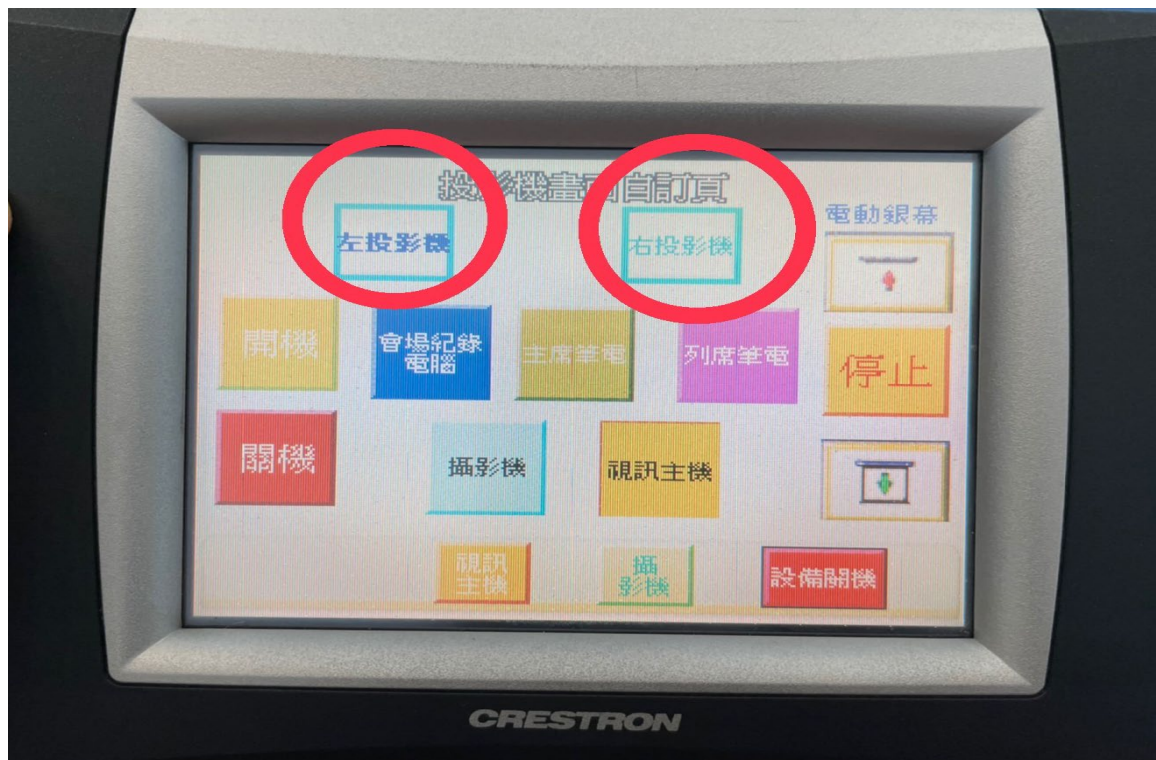 投影機畫面自訂頁
左投影機
右投影機
電動銀幕
開機
會場紀錄
電腦
主席筆電
列席筆電
停止
關機
攝影機
視訊主機
視訊
主機
攝
影機
設備關機
CRESTRON